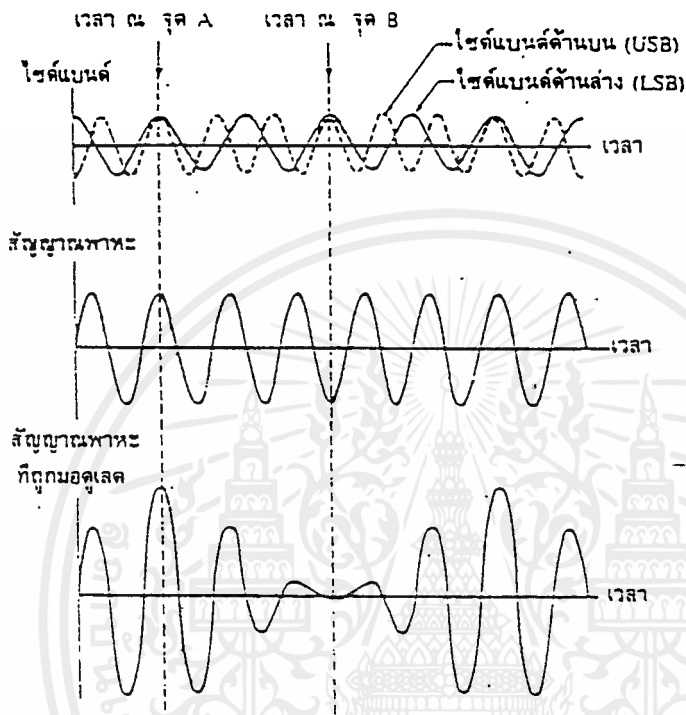 เวลา ณ จุด A เวลา ณ จุด B
ไซด์แบนด์ด้านบน (USB)
ไซด์แบนด์
ไซด์แบนด์ด้านล่าง (LSB)
เวลา
สัญญาณพาหะ
เวลา
สัญญาณพาหะ
ที่ถูกมอดูเลต
เวลา